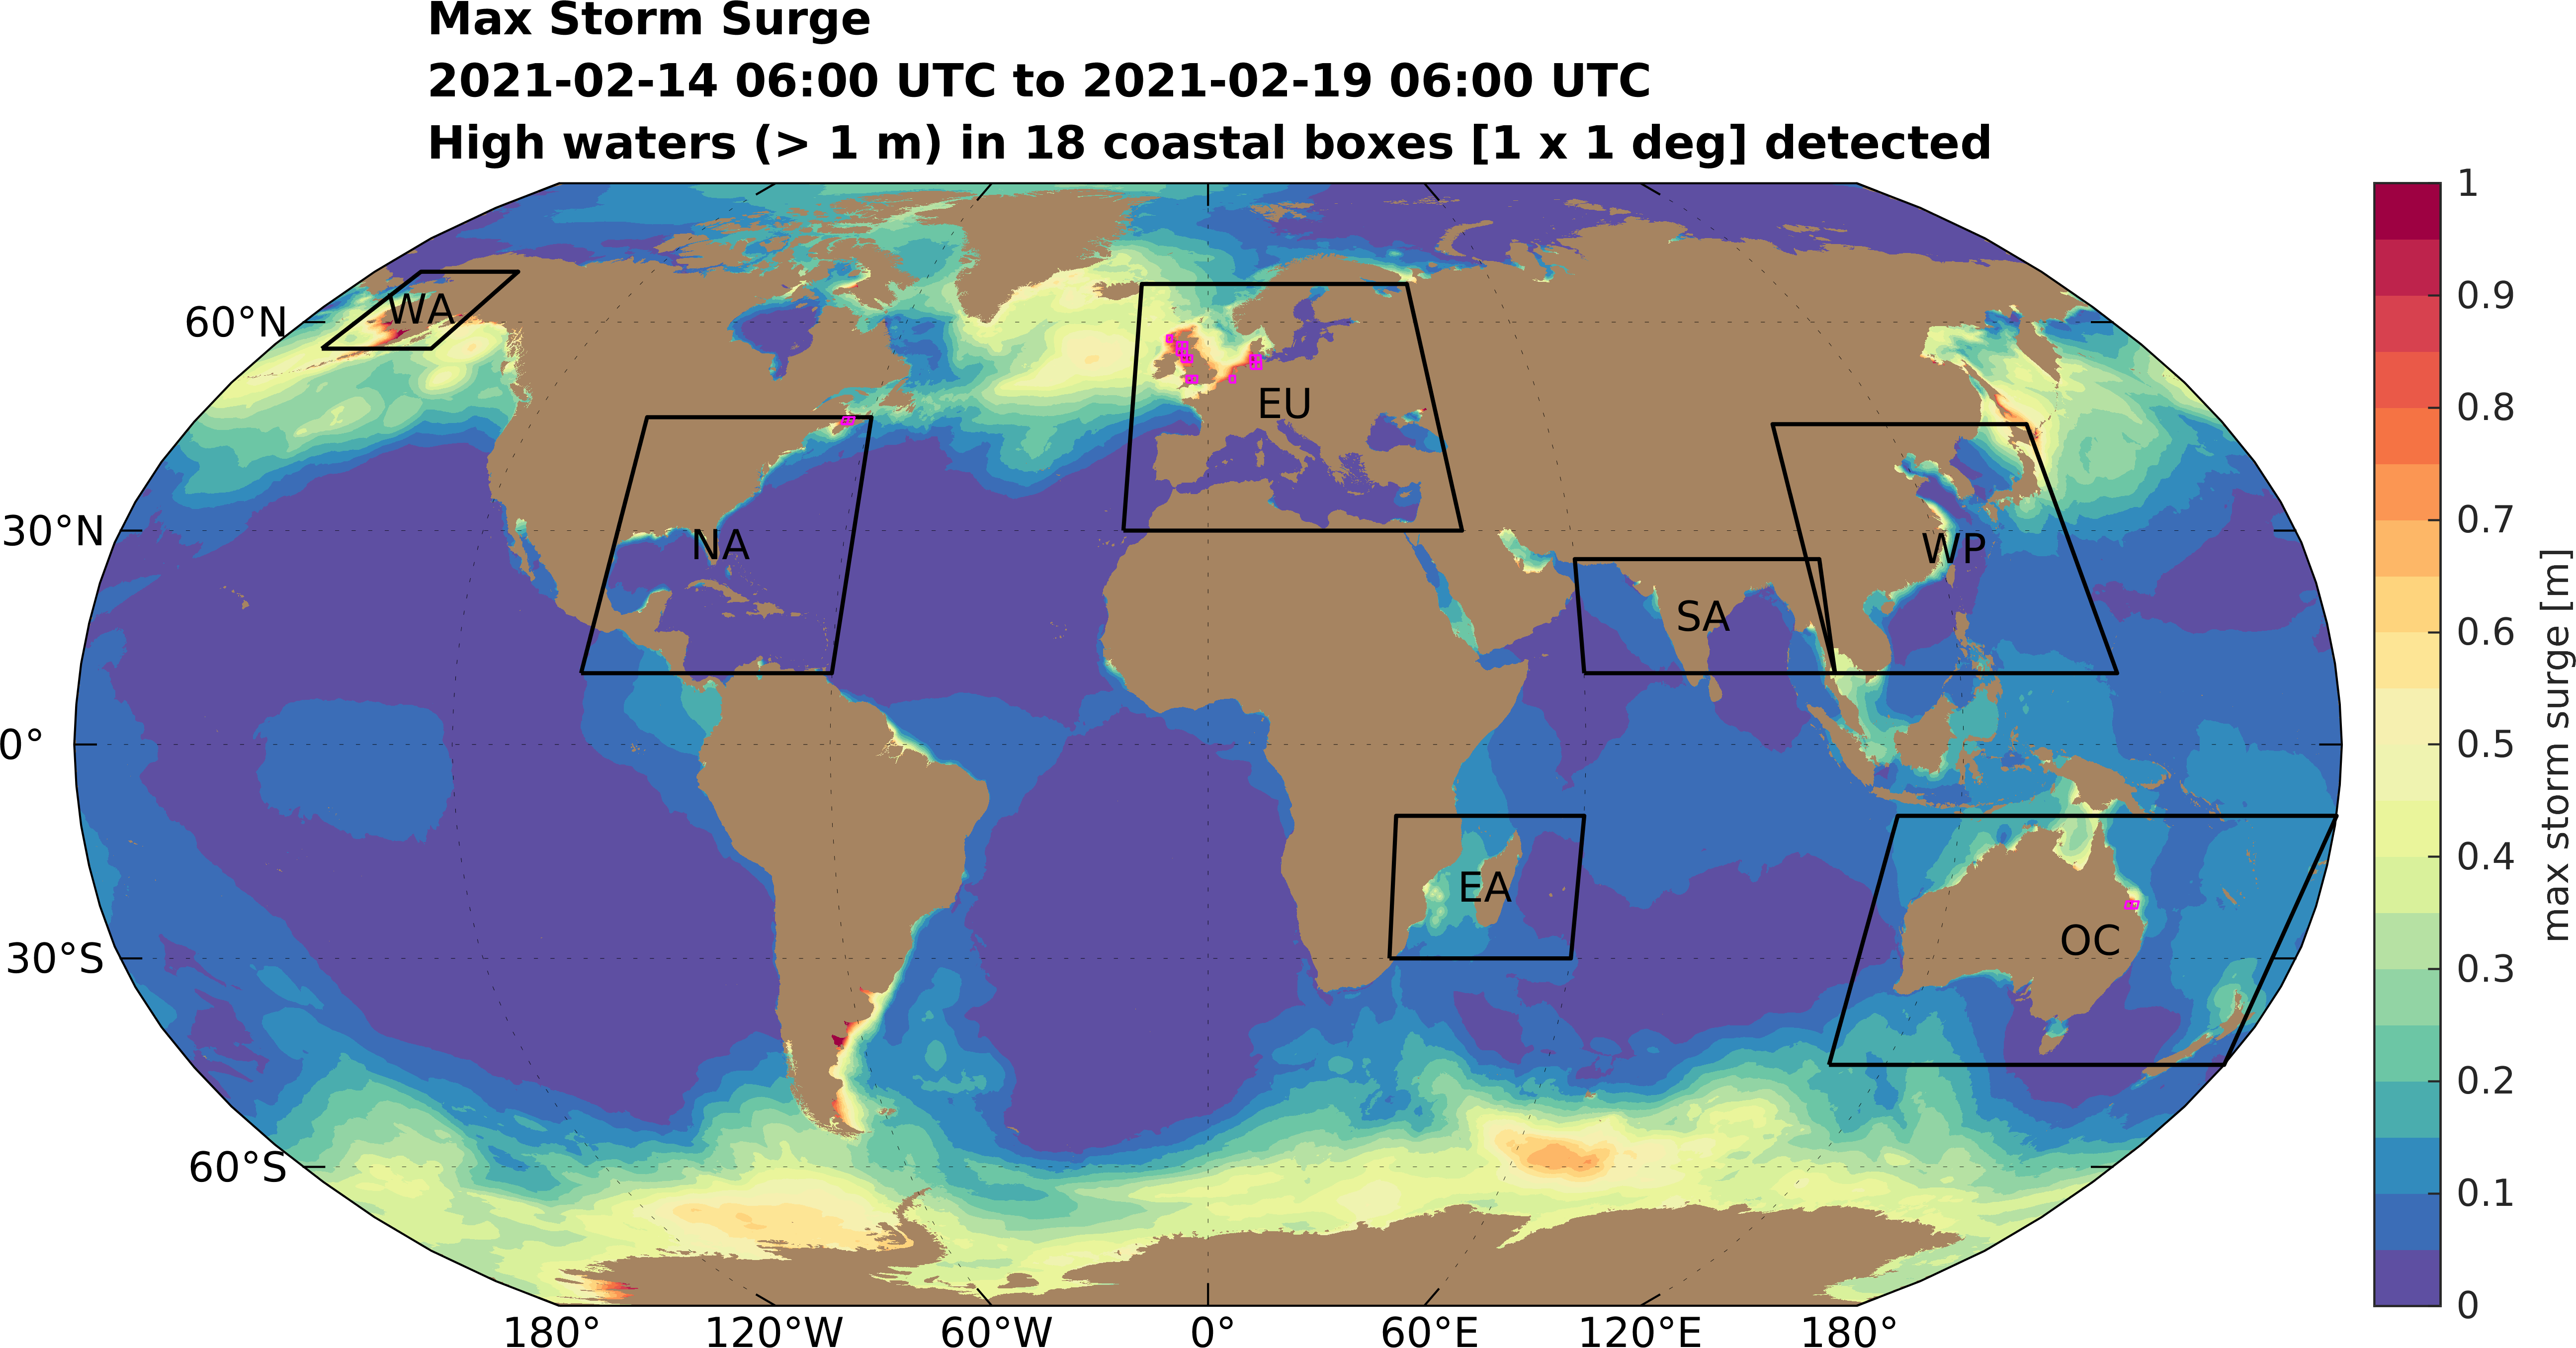 Max Storm Surge
2021-02-14 06:00 UTC to 2021-02-19 06:00 UTC
High waters (> 1 m) in 18 coastal boxes [1 x 1 deg] detected
60°N
30°N
0°
30°S
60°S
180°
120°W
60°W
0°
60°E
120°E
180°
WA
NA
EU
SA
WP
EA
OC
1
0.9
0.8
0.7
0.6
0.5
0.4
0.3
0.2
0.1
0
max storm surge [m]